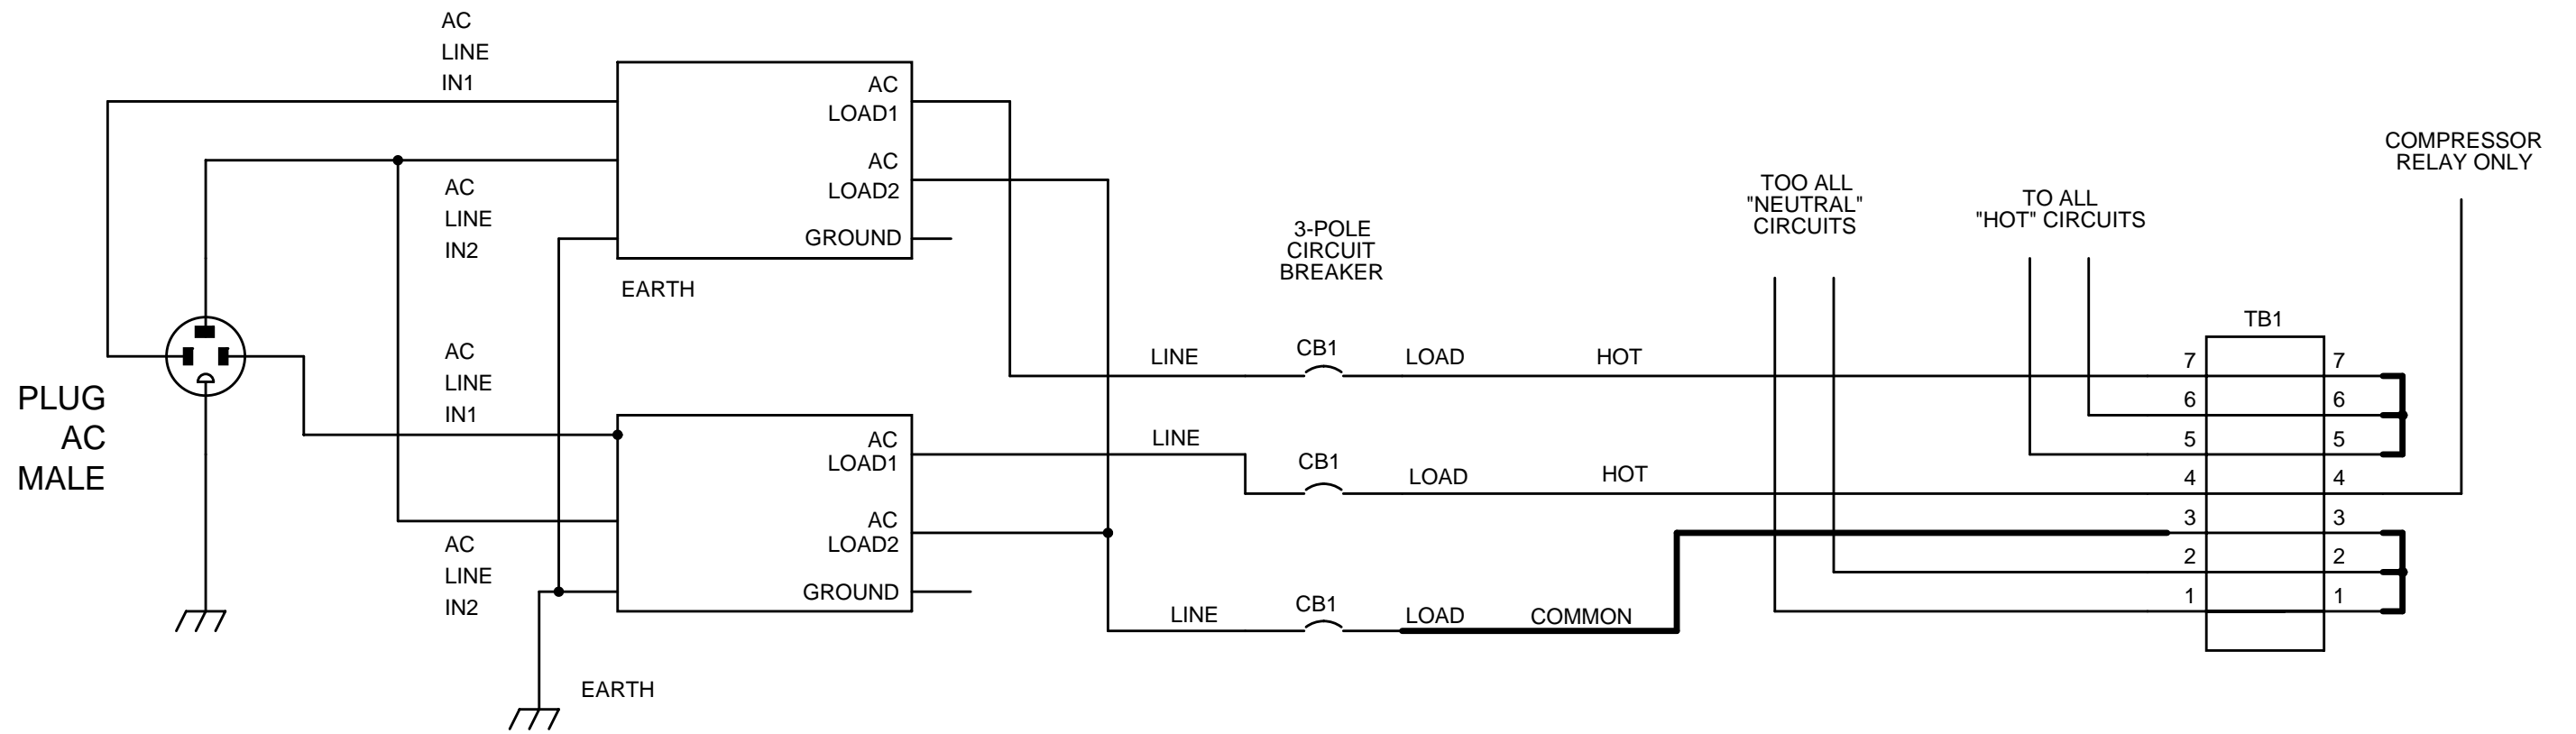 AC
LINE
IN1
AC
LINE
IN2
AC
LINE
IN1
AC
LINE
IN2
PLUG
AC
MALE
AC
LOAD1
AC
LOAD2
GROUND
EARTH
AC
LOAD1
AC
LOAD2
GROUND
EARTH
3-POLE
CIRCUIT
BREAKER
LINE
CB1
LOAD
HOT
LINE
CB1
LOAD
HOT
LINE
CB1
LOAD
COMMON
TOO ALL
"NEUTRAL"
CIRCUITS
TO ALL
"HOT" CIRCUITS
COMPRESSOR
RELAY ONLY
TB1
7 7
6 6
5 5
4 4
3 3
2 2
1 1